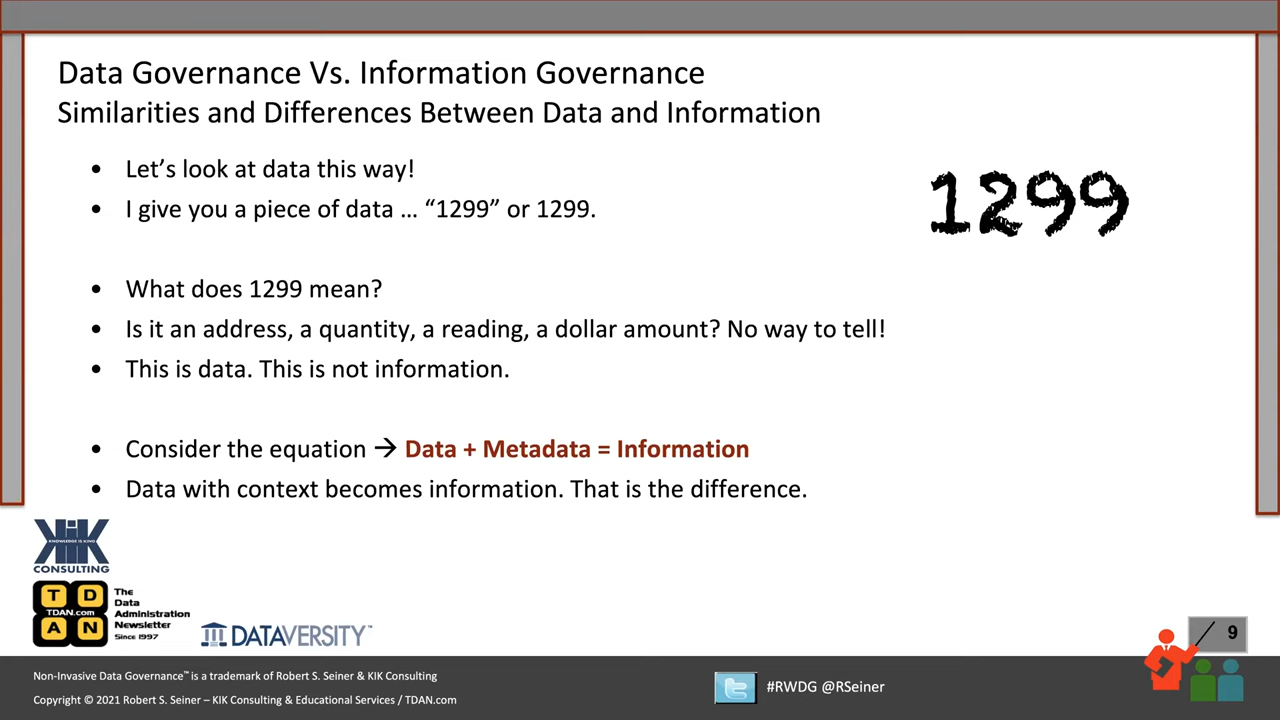 Data Governance Vs. Information Governance
Similarities and Differences Between Data and Information
• Let’s look at data this way!
• I give you a piece of data … “1299” or 1299.
1299
• What does 1299 mean?
• Is it an address, a quantity, a reading, a dollar amount? No way to tell!
• This is data. This is not information.
• Consider the equation → Data + Metadata = Information
• Data with context becomes information. That is the difference.
KIK
KNOWLEDGE IS KING
CONSULTING
T D
TDAN.com
A N
The
Data
Administration
Newsletter
Since 1997
DATAVERSITY™
9
Non-Invasive Data Governance™ is a trademark of Robert S. Seiner & KIK Consulting
Copyright © 2021 Robert S. Seiner – KIK Consulting & Educational Services / TDAN.com
#RWDG @RSeiner